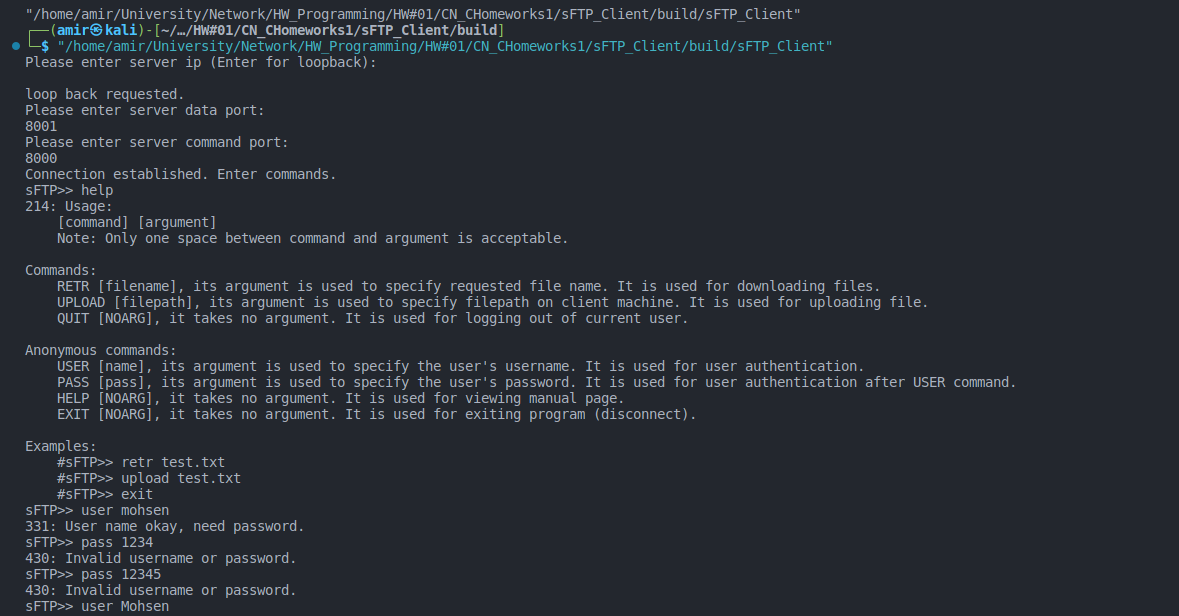 "/home/amir/University/Network/HW_Programming/HW#01/CN_CHomeworks1/sFTP_Client/build/sFTP_Client"
┌──(amir㉿kali)-[~/…/HW#01/CN_CHomeworks1/sFTP_Client/build]
└─$ "/home/amir/University/Network/HW_Programming/HW#01/CN_CHomeworks1/sFTP_Client/build/sFTP_Client"
Please enter server ip (Enter for loopback):
loop back requested.
Please enter server data port:
8001
Please enter server command port:
8000
Connection established. Enter commands.
sFTP>> help
214: Usage:
[command] [argument]
Note: Only one space between command and argument is acceptable.
Commands:
RETR [filename], its argument is used to specify requested file name. It is used for downloading files.
UPLOAD [filepath], its argument is used to specify filepath on client machine. It is used for uploading file.
QUIT [NOARG], it takes no argument. It is used for logging out of current user.
Anonymous commands:
USER [name], its argument is used to specify the user's username. It is used for user authentication.
PASS [pass], its argument is used to specify the user's password. It is used for user authentication after USER command.
HELP [NOARG], it takes no argument. It is used for viewing manual page.
EXIT [NOARG], it takes no argument. It is used for exiting program (disconnect).
Examples:
#sFTP>> retr test.txt
#sFTP>> upload test.txt
#sFTP>> exit
sFTP>> user mohsen
331: User name okay, need password.
sFTP>> pass 1234
430: Invalid username or password.
sFTP>> pass 12345
430: Invalid username or password.
sFTP>> user Mohsen